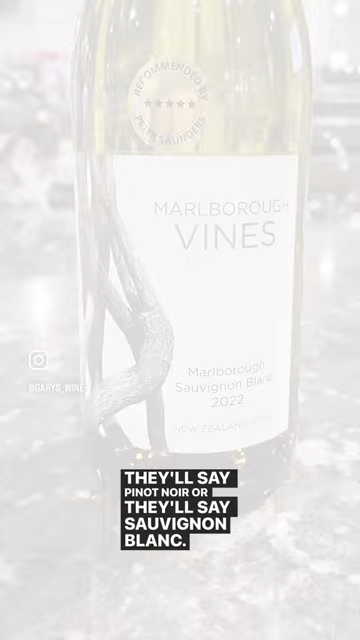 RECOMMENDED BY
PETER SAUNDERS
MARLBOROUGH
VINES
Marlborough
Sauvignon Blanc
2022
NEW ZEALAND
@GARYS_WINE
THEY'LL SAY
PINOT NOIR OR
THEY'LL SAY
SAUVIGNON
BLANC.